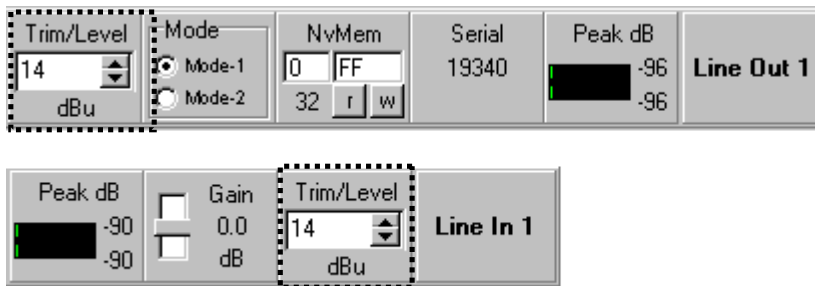 Trim/Level Mode NvMem Serial Peak dB
14 Mode-1 0 FF 19340 -96 Line Out 1
dBu Mode-2 32 r w -96
Peak dB Gain Trim/Level
-90 0.0 14 Line In 1
-90 dB dBu